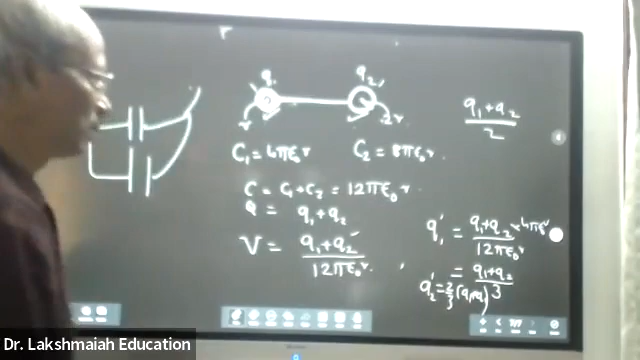 q₁ q₂
r 2r
(q₁+q₂)/2
C₁ = 4πε₀r C₂ = 8πε₀r
C = C₁ + C₂ = 12πε₀r
Q = q₁ + q₂
V = (q₁+q₂)/(12πε₀r)
q₁' = (q₁+q₂)/(12πε₀r) × 4πε₀r
= (q₁+q₂)/3
q₂' = 2/3 (q₁+q₂)
Dr. Lakshmaiah Education